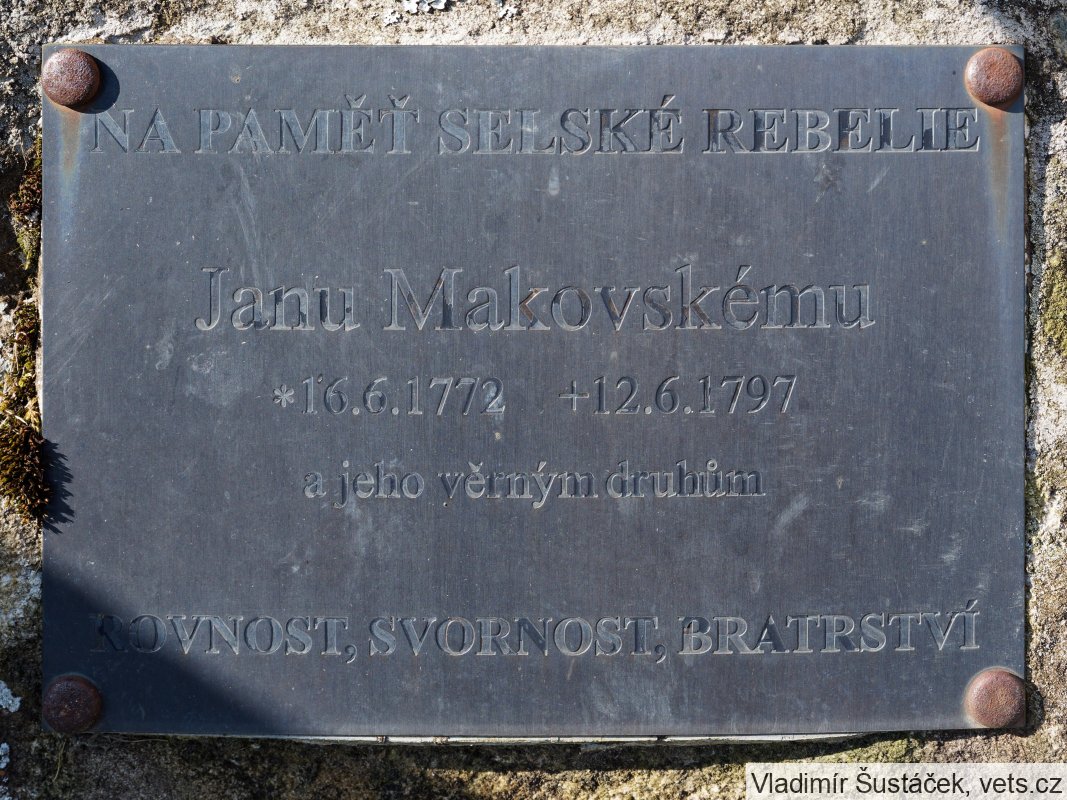 NA PAMĚŤ SELSKÉ REBELIE
Janu Makovskému
*16.6.1772 +12.6.1797
a jeho věrným druhům
ROVNOST, SVORNOST, BRATRSTVÍ
Vladimír Šustáček, vets.cz